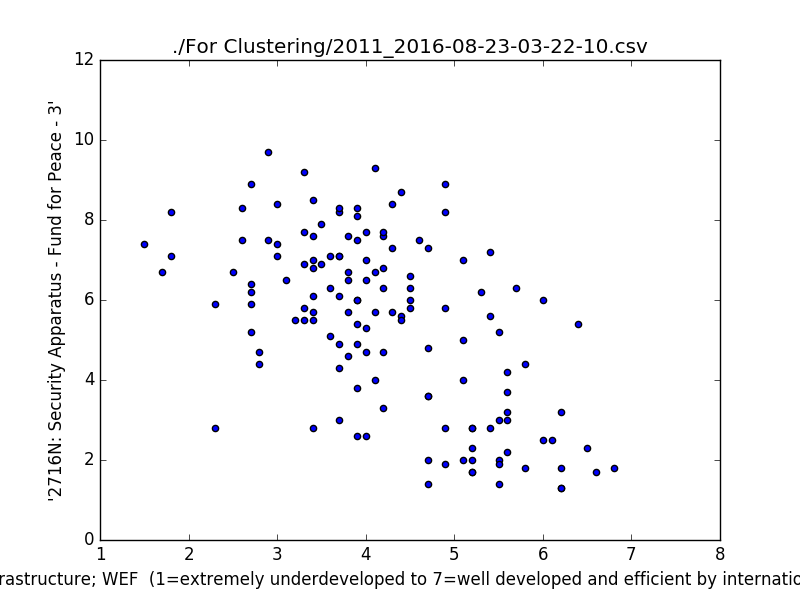 ./For Clustering/2011_2016-08-23-03-22-10.csv
'2716N: Security Apparatus - Fund for Peace - 3'
12
10
8
6
4
2
0
1 2 3 4 5 6 7 8
rastructure; WEF (1=extremely underdeveloped to 7=well developed and efficient by internatio